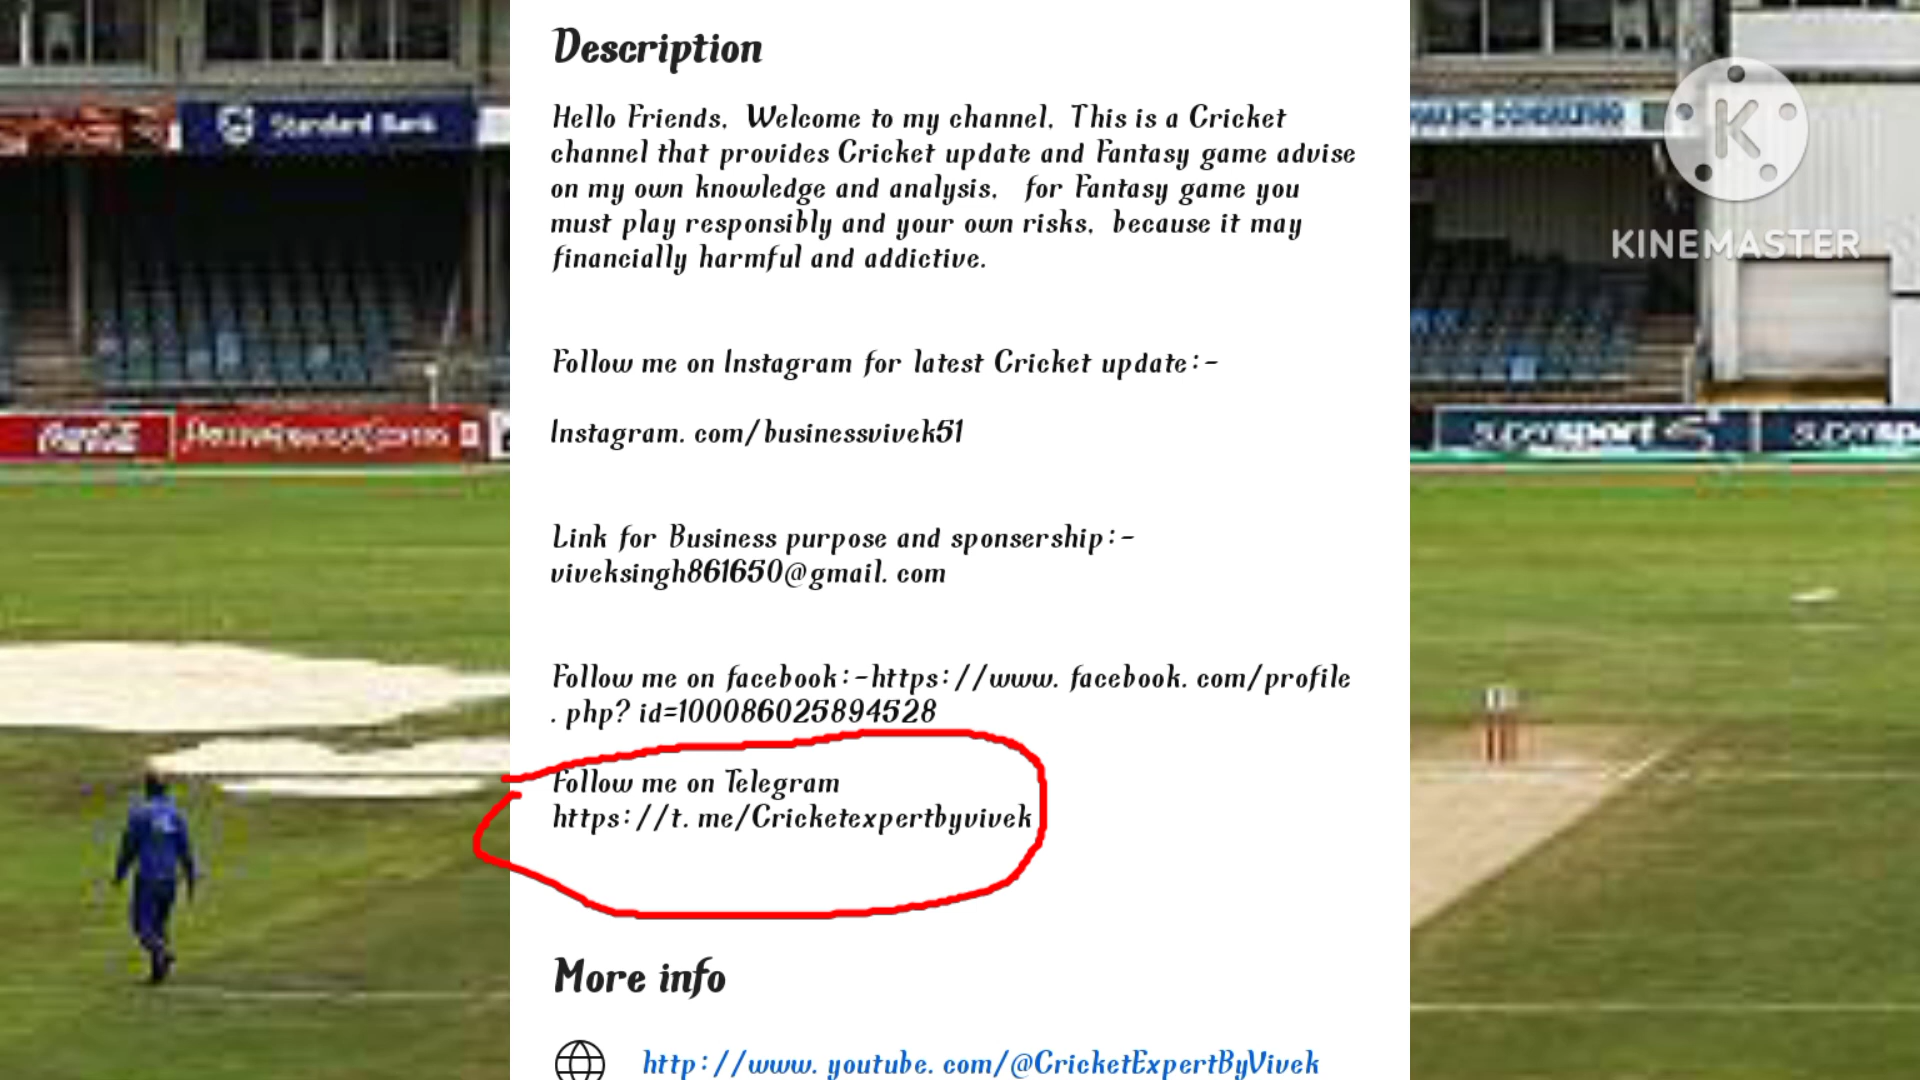 Description
Hello Friends, Welcome to my channel, This is a Cricket
channel that provides Cricket update and Fantasy game advise
on my own knowledge and analysis, for Fantasy game you
must play responsibly and your own risks, because it may
financially harmful and addictive.
Follow me on Instagram for latest Cricket update:-
Instagram. com/businessvivek51
Link for Business purpose and sponsership:-
viveksingh861650@gmail. com
Follow me on facebook:-https://www. facebook. com/profile
. php? id=100086025894528
Follow me on Telegram
https://t. me/Cricketexpertbyvivek
More info
http://www. youtube. com/@CricketExpertByVivek
Standard Bank
Coca-Cola
CONSULTING
K
KINEMASTER
supersport